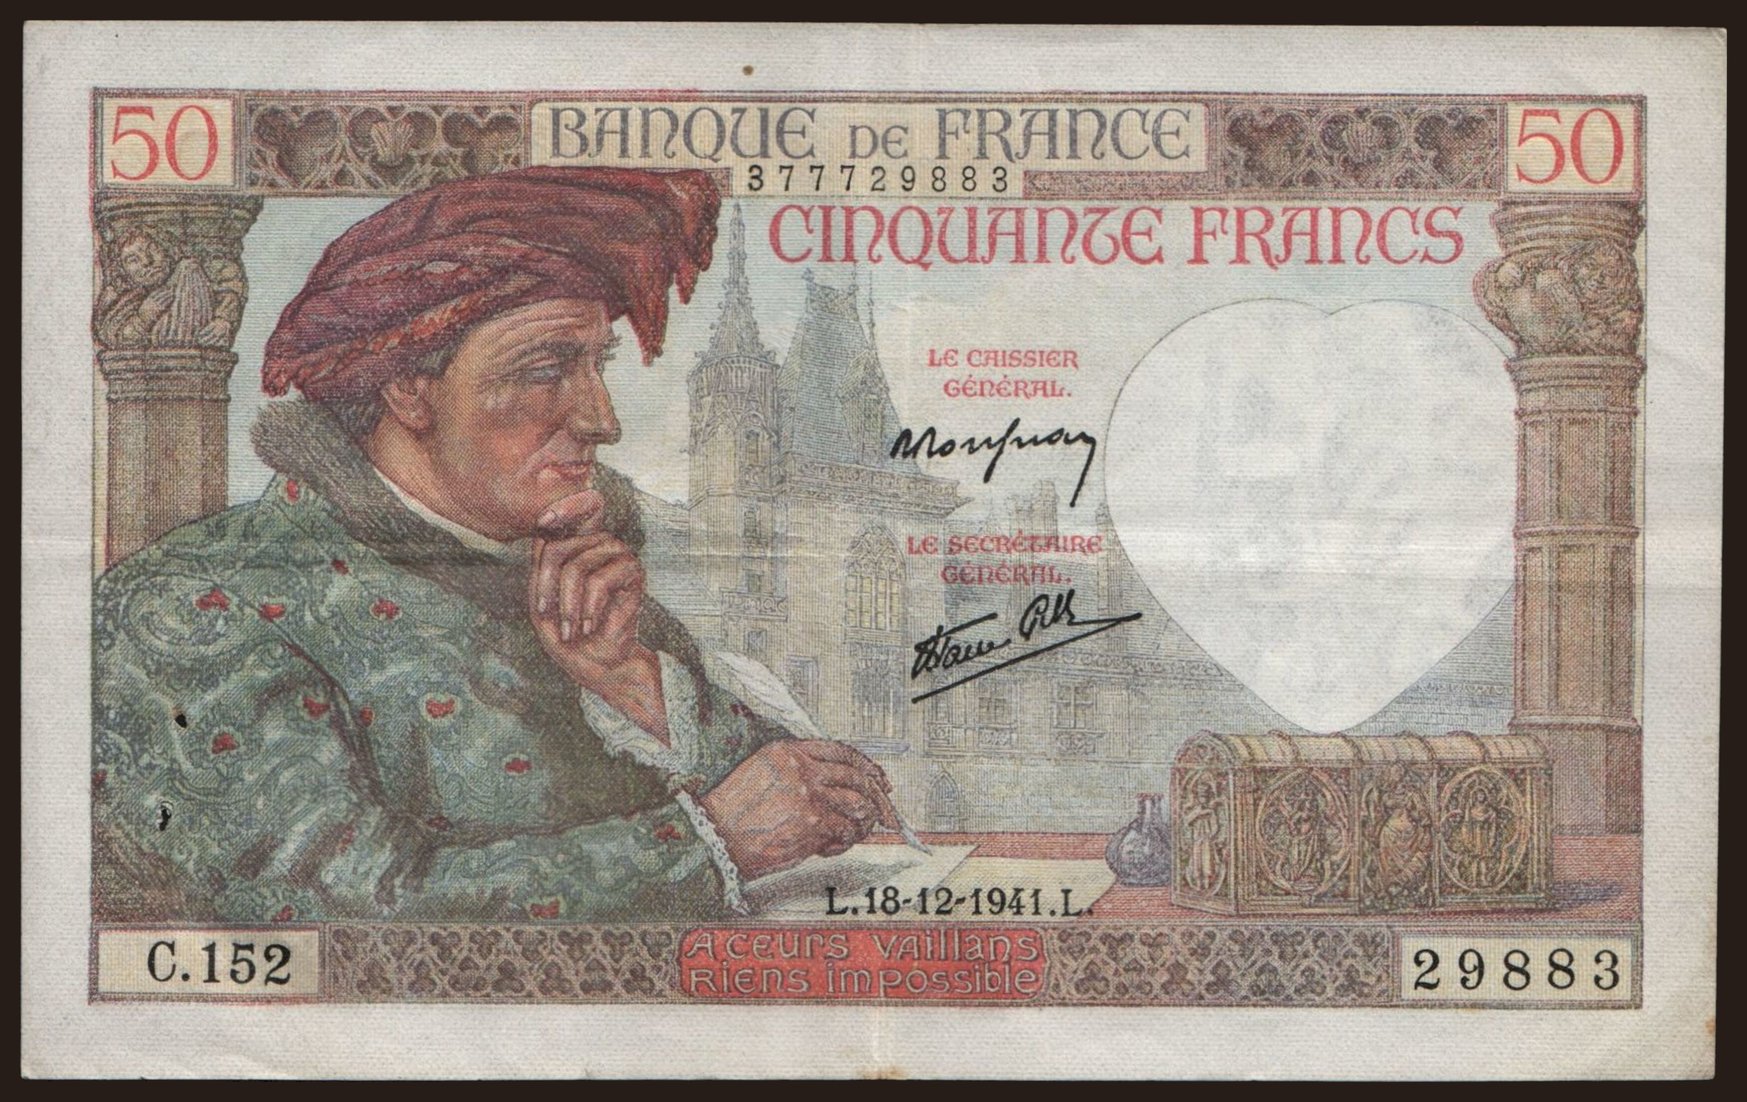 50 BANQUE DE FRANCE 50
377729883
CINQUANTE FRANCS
LE CAISSIER
GÉNÉRAL.
LE SECRÉTAIRE
GÉNÉRAL.
L.18-12-1941.L.
C.152
A CEURS VAILLANS
RIENS IMPOSSIBLE
29883